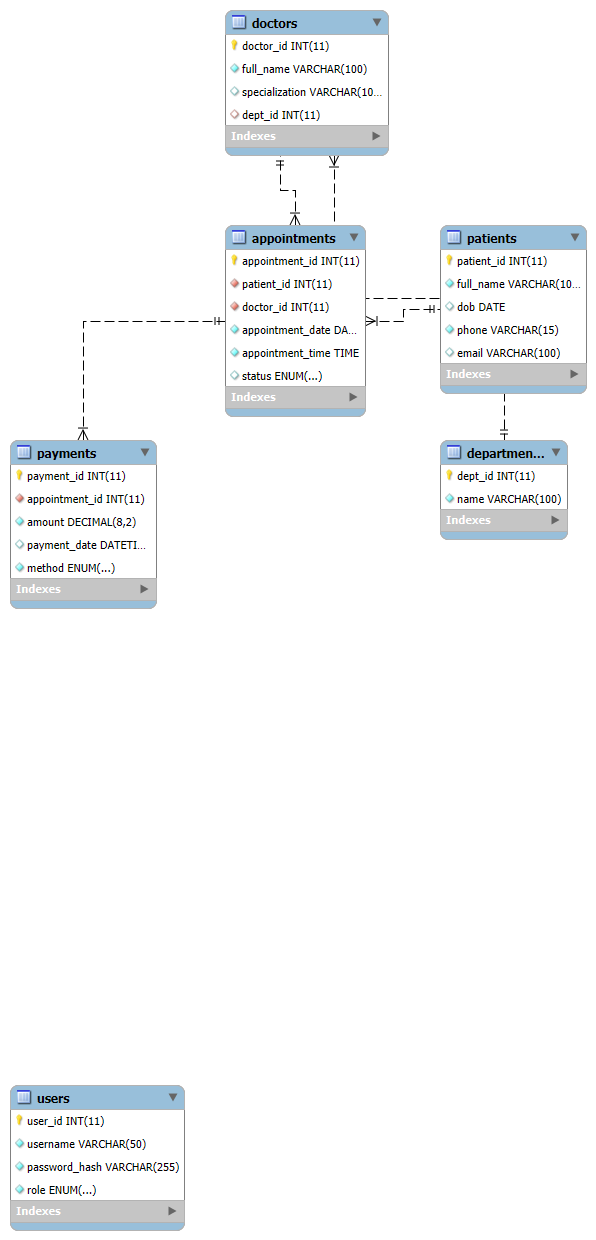 doctors
doctor_id INT(11)
full_name VARCHAR(100)
specialization VARCHAR(10...
dept_id INT(11)
Indexes
appointments
appointment_id INT(11)
patient_id INT(11)
doctor_id INT(11)
appointment_date DA...
appointment_time TIME
status ENUM(...)
Indexes
patients
patient_id INT(11)
full_name VARCHAR(10...
dob DATE
phone VARCHAR(15)
email VARCHAR(100)
Indexes
payments
payment_id INT(11)
appointment_id INT(11)
amount DECIMAL(8,2)
payment_date DATETI...
method ENUM(...)
Indexes
departmen...
dept_id INT(11)
name VARCHAR(100)
Indexes
users
user_id INT(11)
username VARCHAR(50)
password_hash VARCHAR(255)
role ENUM(...)
Indexes